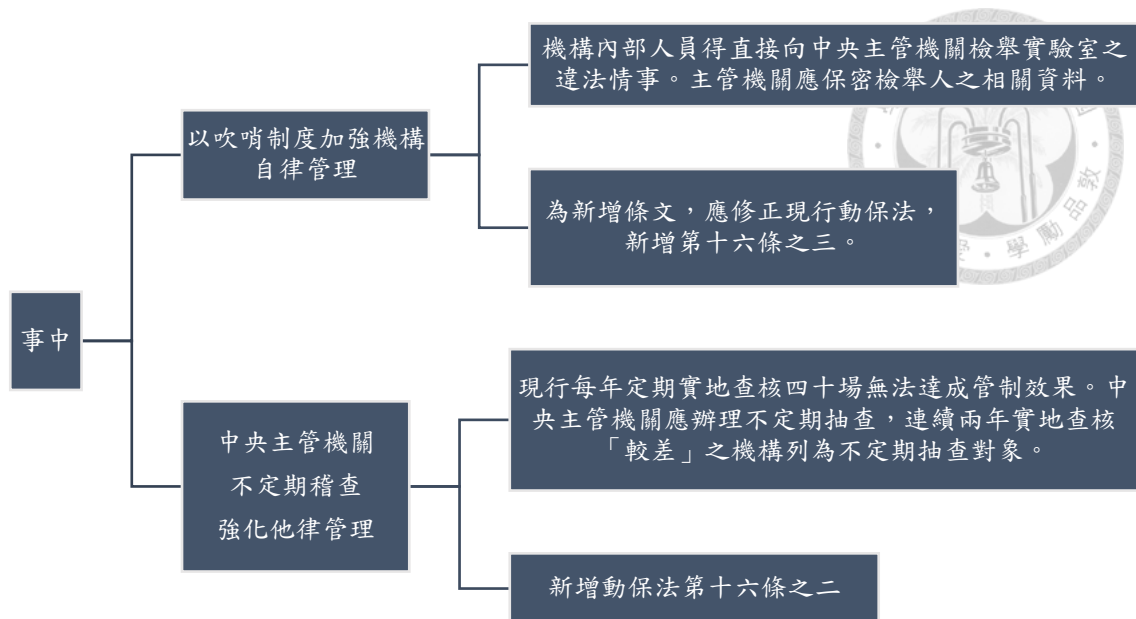 機構內部人員得直接向中央主管機關檢舉實驗室之
違法情事。主管機關應保密檢舉人之相關資料。
以吹哨制度加強機構
自律管理
為新增條文，應修正現行動保法，
新增第十六條之三。
事中
現行每年定期實地查核四十場無法達成管制效果。中
央主管機關應辦理不定期抽查，連續兩年實地查核
「較差」之機構列為不定期抽查對象。
中央主管機關
不定期稽查
強化他律管理
新增動保法第十六條之二
學 勵 品 敦